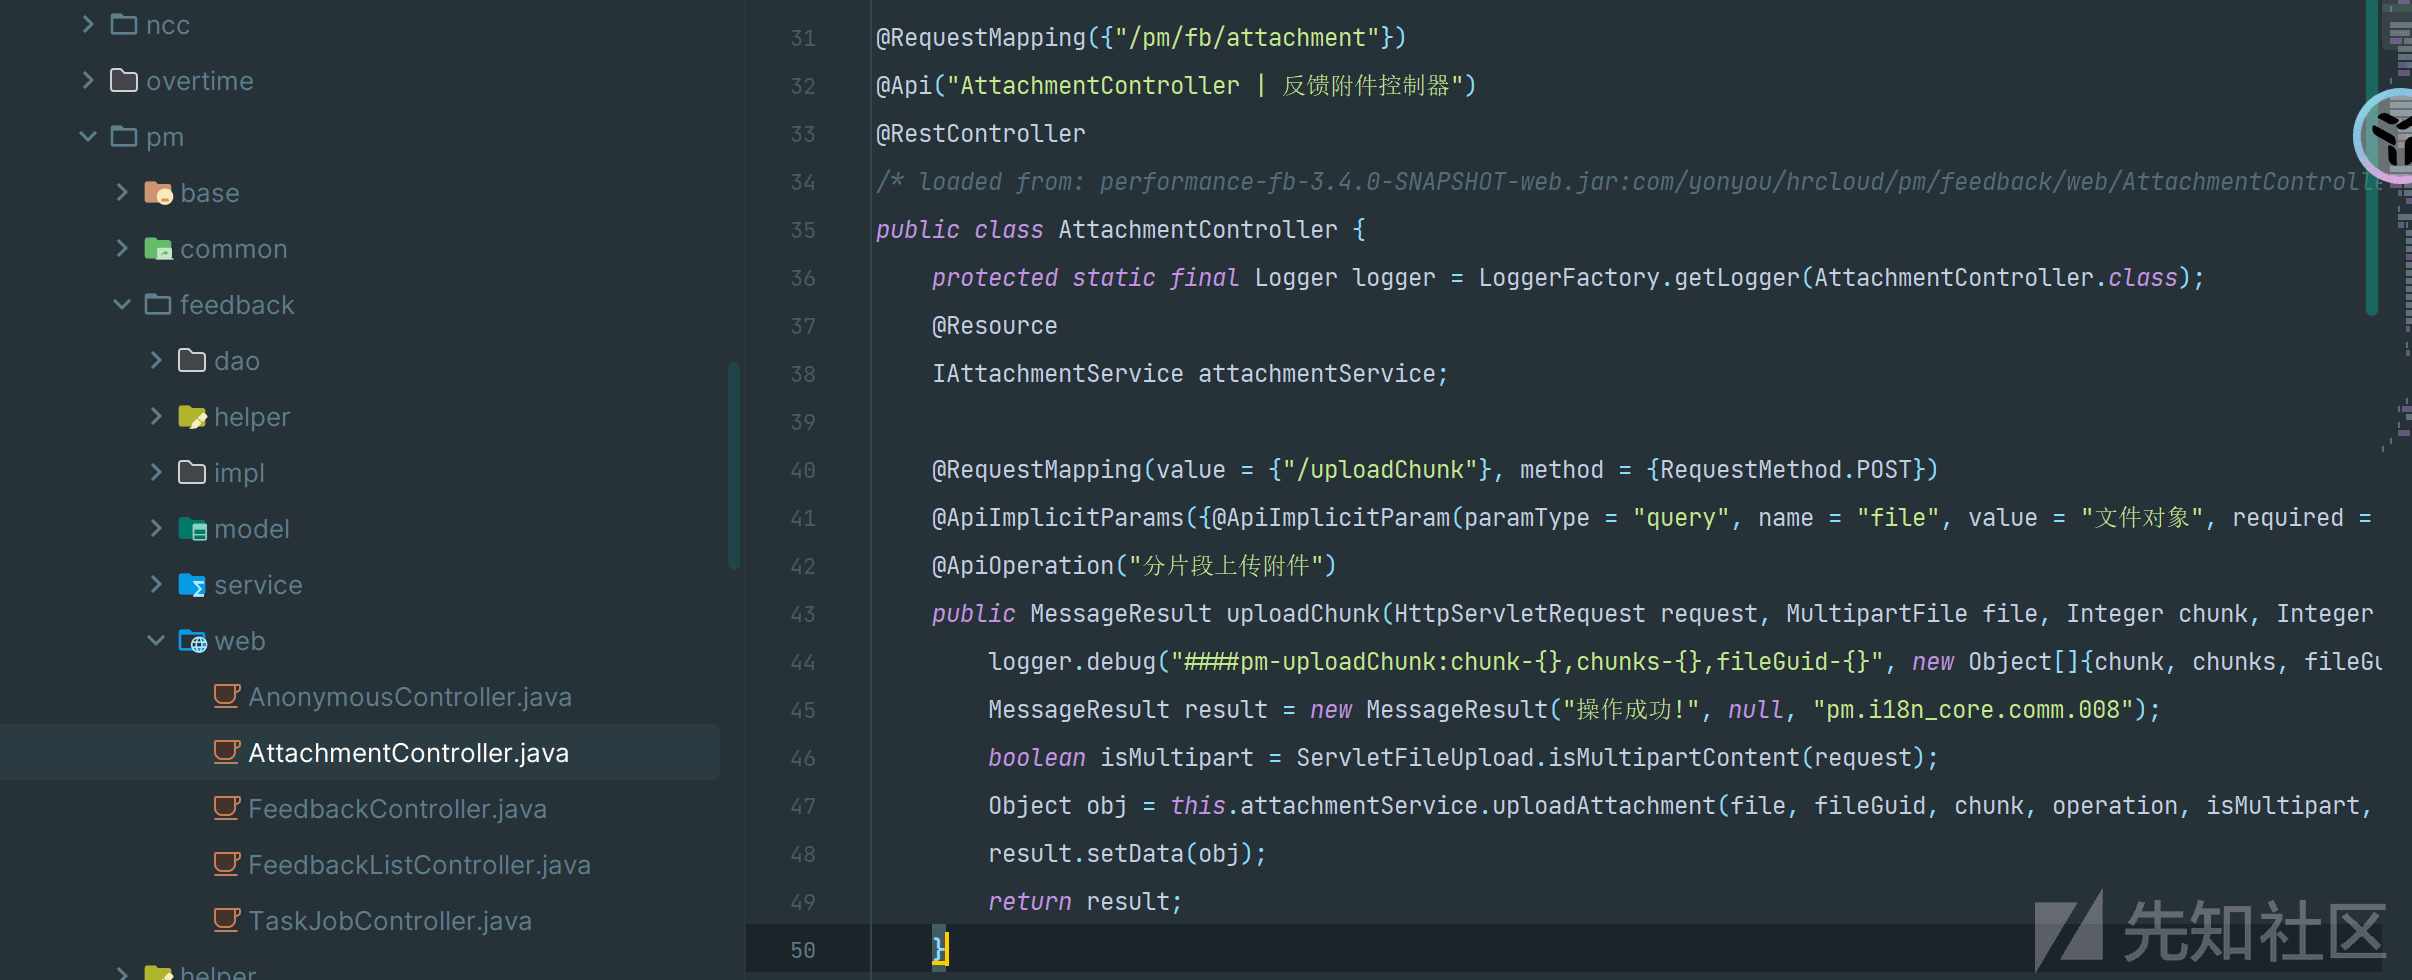 ncc
overtime
pm
base
common
feedback
dao
helper
impl
model
service
web
AnonymousController.java
AttachmentController.java
FeedbackController.java
FeedbackListController.java
TaskJobController.java
helper
31 @RequestMapping({"/pm/fb/attachment"})
32 @Api("AttachmentController | 反馈附件控制器")
33 @RestController
34 /* loaded from: performance-fb-3.4.0-SNAPSHOT-web.jar:com/yonyou/hrcloud/pm/feedback/web/AttachmentControlle
35 public class AttachmentController {
36 protected static final Logger logger = LoggerFactory.getLogger(AttachmentController.class);
37 @Resource
38 IAttachmentService attachmentService;
39
40 @RequestMapping(value = {"/uploadChunk"}, method = {RequestMethod.POST})
41 @ApiImplicitParams({@ApiImplicitParam(paramType = "query", name = "file", value = "文件对象", required =
42 @ApiOperation("分片段上传附件")
43 public MessageResult uploadChunk(HttpServletRequest request, MultipartFile file, Integer chunk, Integer
44 logger.debug("####pm-uploadChunk:chunk-{},chunks-{},fileGuid-{}", new Object[]{chunk, chunks, fileGu
45 MessageResult result = new MessageResult("操作成功!", null, "pm.i18n_core.comm.008");
46 boolean isMultipart = ServletFileUpload.isMultipartContent(request);
47 Object obj = this.attachmentService.uploadAttachment(file, fileGuid, chunk, operation, isMultipart,
48 result.setData(obj);
49 return result;
50 }
先知社区